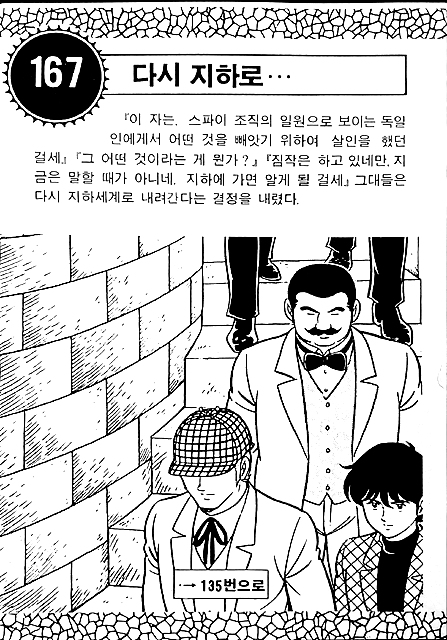 167
다시 지하로…
『이 자는, 스파이 조직의 일원으로 보이는 독일
인에게서 어떤 것을 빼앗기 위하여 살인을 했던
걸세』 『그 어떤 것이라는 게 뭔가?』 『짐작은 하고 있네만, 지
금은 말할 때가 아니네. 지하에 가면 알게 될 걸세』 그대들은
다시 지하세계로 내려간다는 결정을 내렸다.
·→ 135번으로